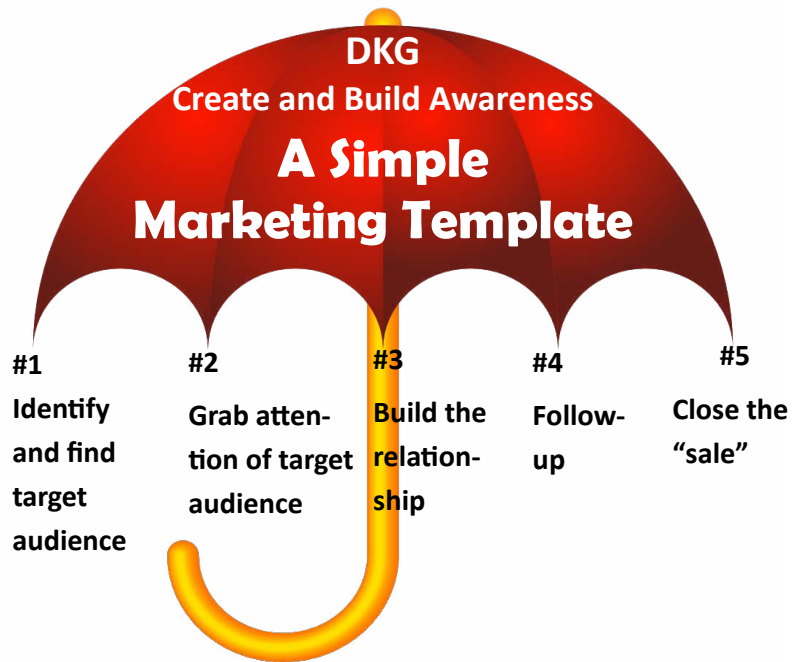 DKG
Create and Build Awareness
A Simple
Marketing Template
#1
Identify
and find
target
audience
#2
Grab atten-
tion of target
audience
#3
Build the
relation-
ship
#4
Follow-
up
#5
Close the
“sale”